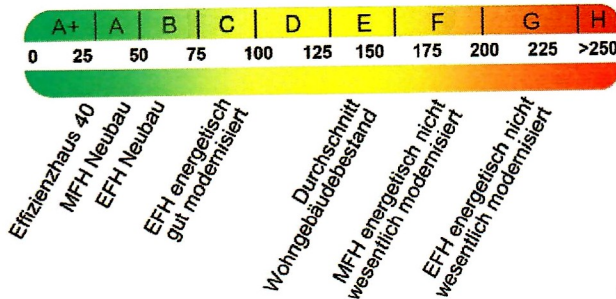 A+ A B C D E F G H
0 25 50 75 100 125 150 175 200 225 >250
Effizienzhaus 40
MFH Neubau
EFH Neubau
EFH energetisch
gut modernisiert
Durchschnitt
Wohngebäudebestand
MFH energetisch nicht
wesentlich modernisiert
EFH energetisch nicht
wesentlich modernisiert